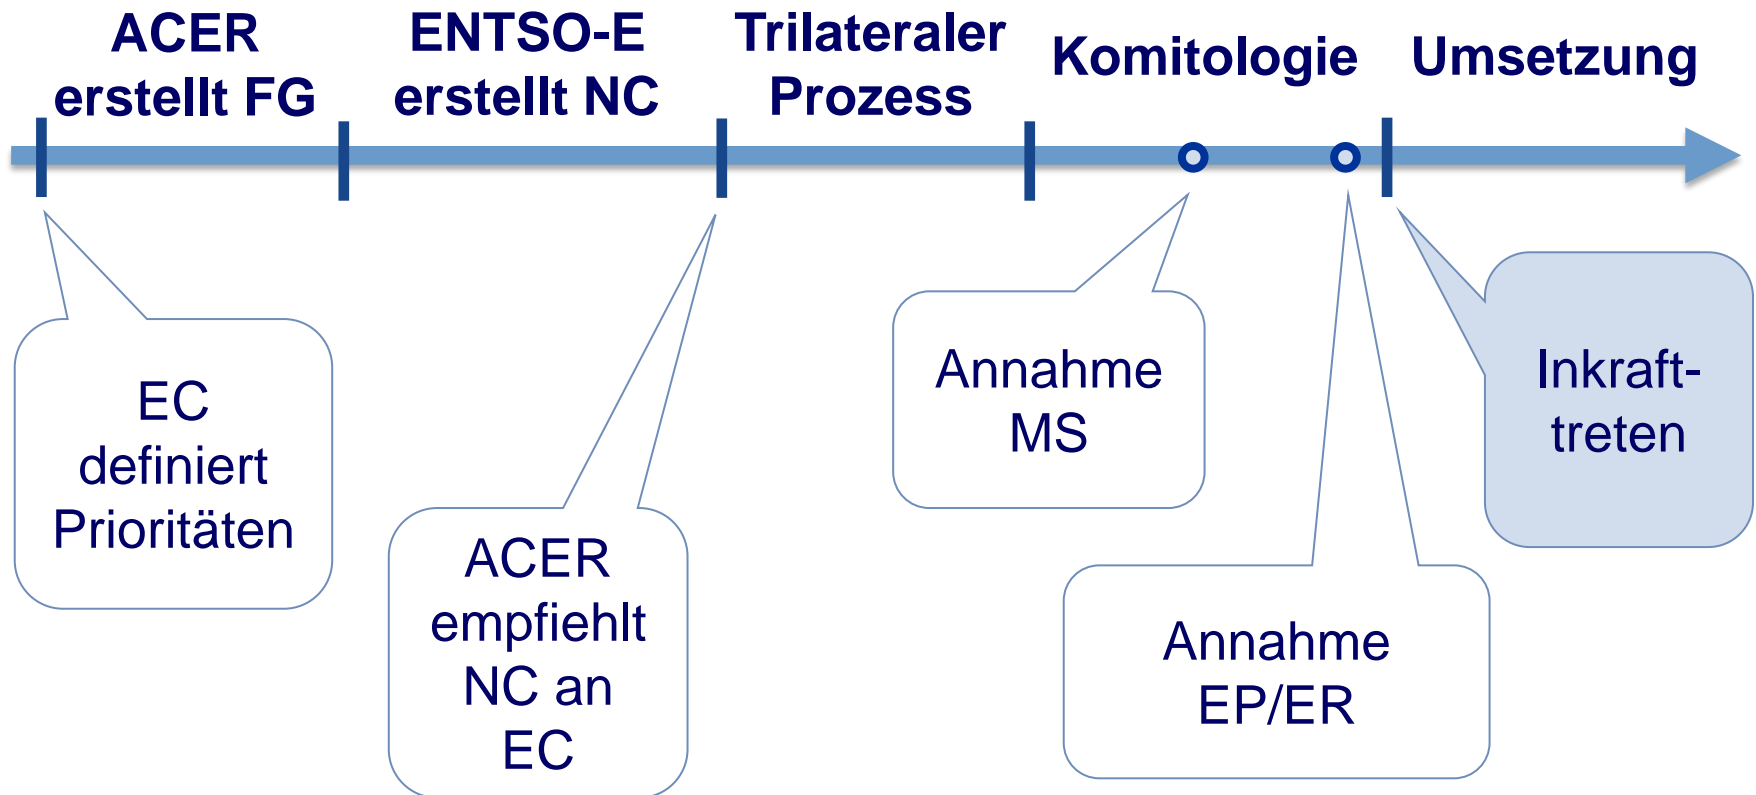 ACER
erstellt FG
ENTSO-E
erstellt NC
Trilateraler
Prozess
Komitologie
Umsetzung
EC
definiert
Prioritäten
ACER
empfiehlt
NC an
EC
Annahme
MS
Annahme
EP/ER
Inkraft-
treten